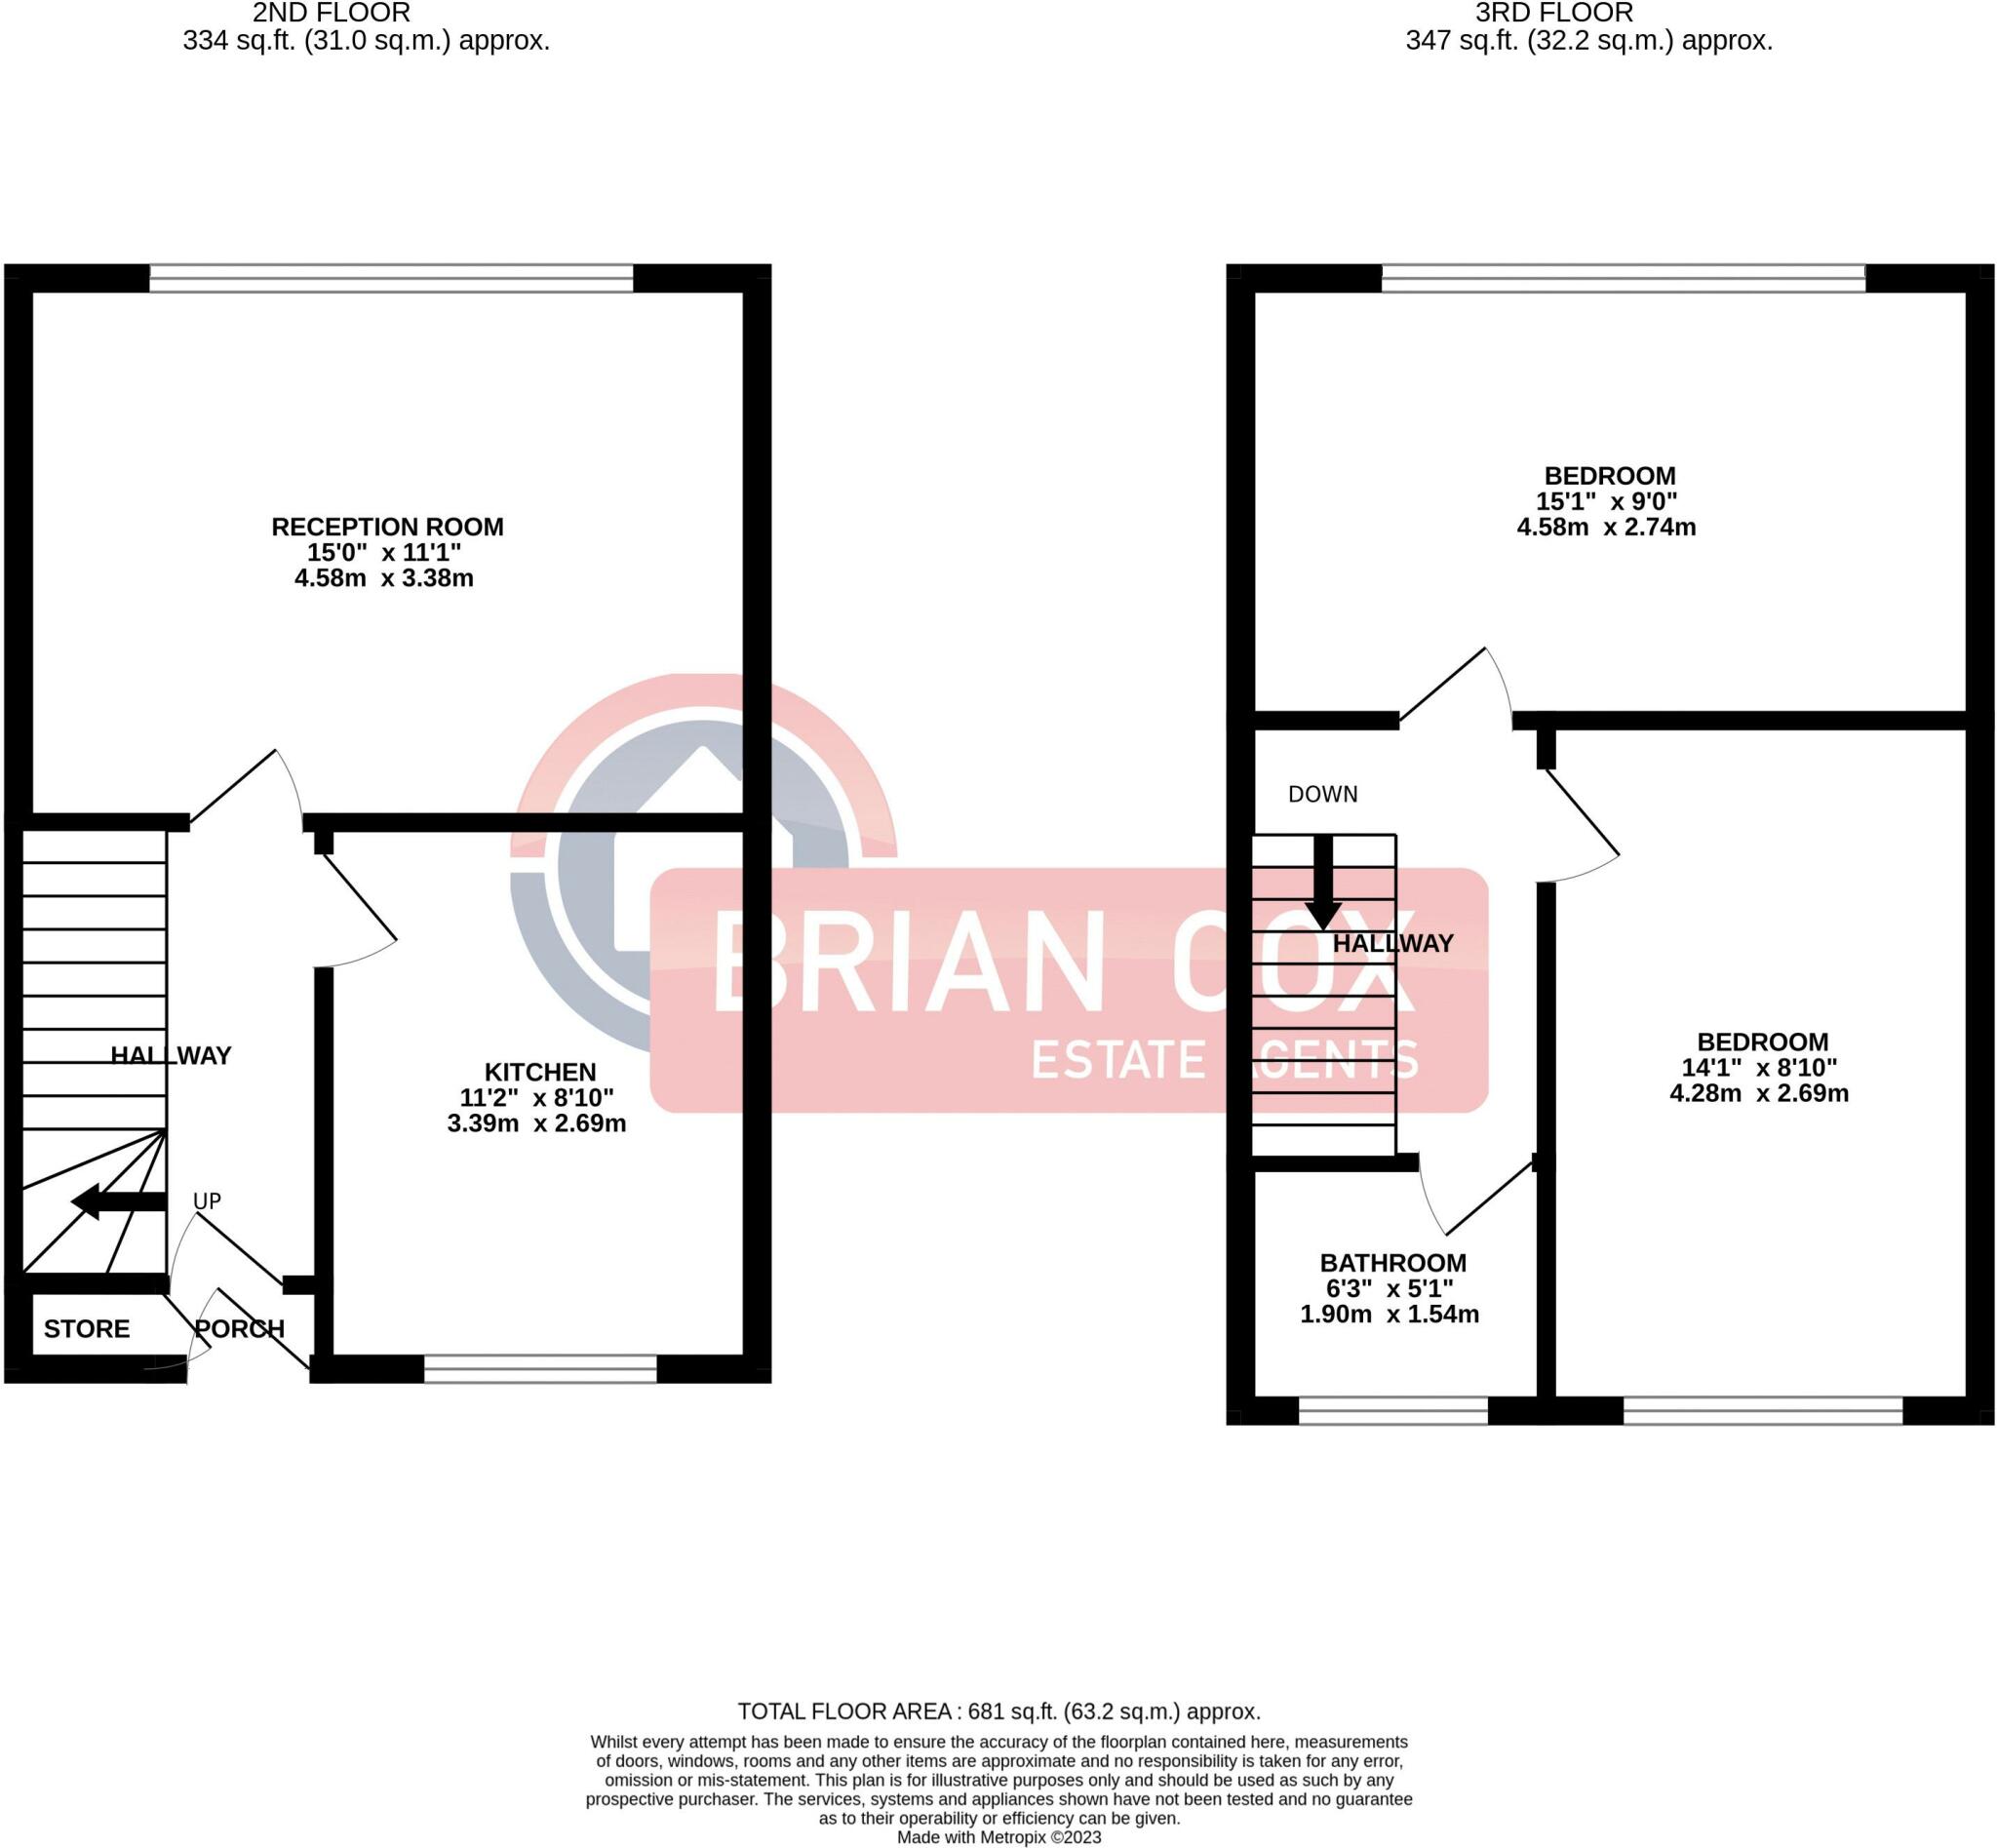 2ND FLOOR
334 sq.ft. (31.0 sq.m.) approx.
3RD FLOOR
347 sq.ft. (32.2 sq.m.) approx.
RECEPTION ROOM
15'0"  x 11'1"
4.58m  x 3.38m
HALLWAY
UP
KITCHEN
11'2"  x 8'10"
3.39m  x 2.69m
STORE
PORCH
BEDROOM
15'1"  x 9'0"
4.58m  x 2.74m
DOWN
HALLWAY
BEDROOM
14'1"  x 8'10"
4.28m  x 2.69m
BATHROOM
6'3"  x 5'1"
1.90m  x 1.54m
BRIAN COX
ESTATE AGENTS
TOTAL FLOOR AREA : 681 sq.ft. (63.2 sq.m.) approx.
Whilst every attempt has been made to ensure the accuracy of the floorplan contained here, measurements
of doors, windows, rooms and any other items are approximate and no responsibility is taken for any error,
omission or mis-statement. This plan is for illustrative purposes only and should be used as such by any
prospective purchaser. The services, systems and appliances shown have not been tested and no guarantee
as to their operability or efficiency can be given.
Made with Metropix ©2023